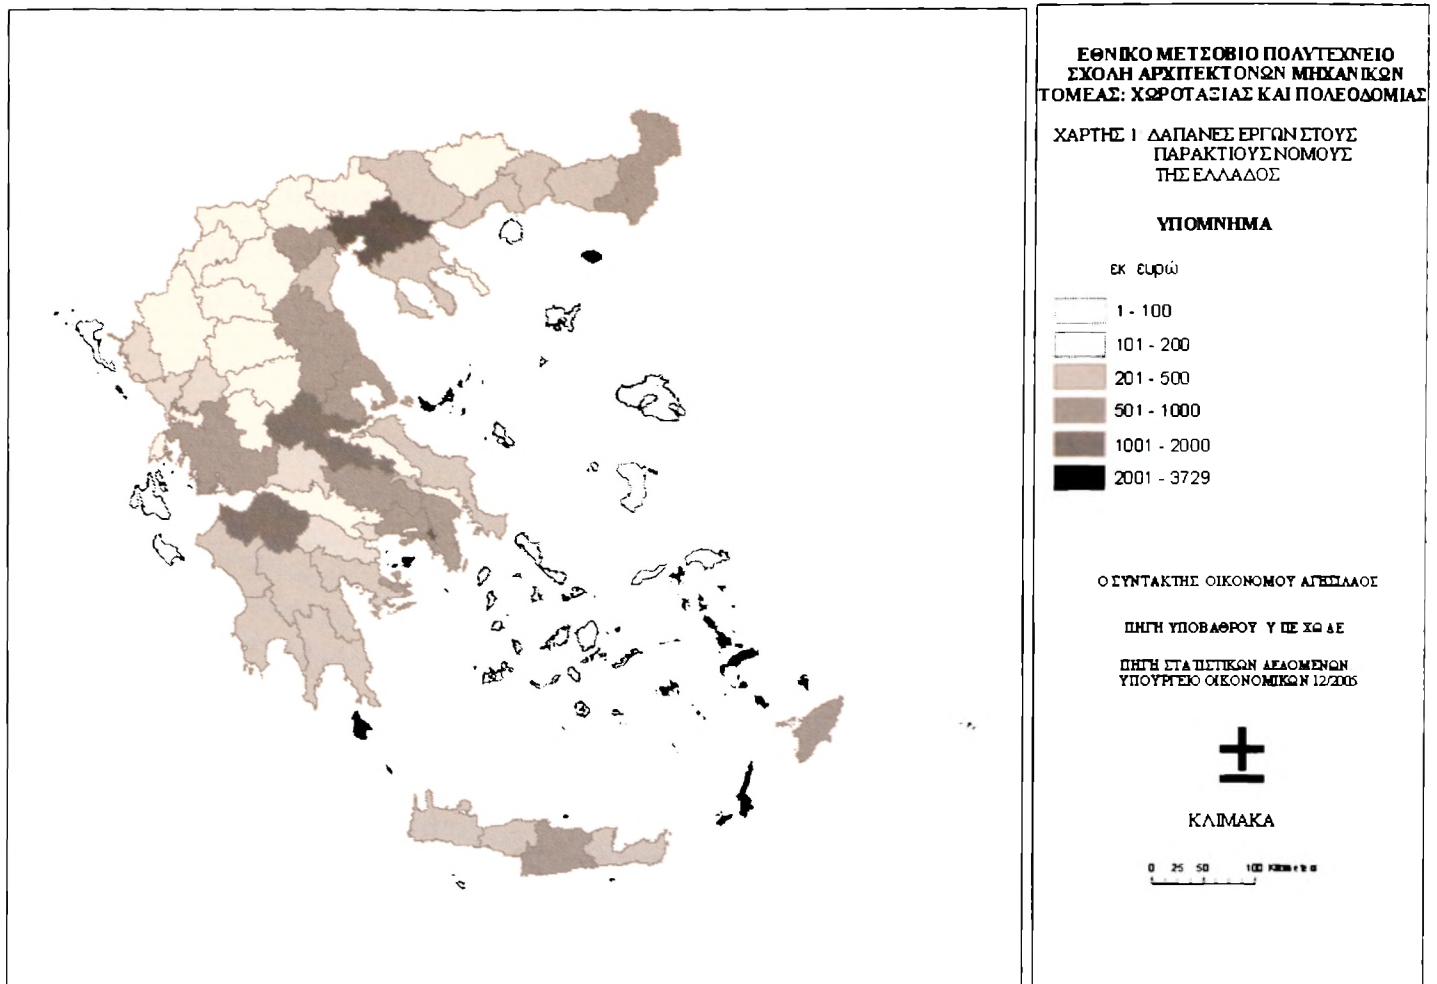 ΕΘΝΙΚΟ ΜΕΤΣΟΒΙΟ ΠΟΛΥΤΕΧΝΕΙΟ
ΣΧΟΛΗ ΑΡΧΙΤΕΚΤΟΝΩΝ ΜΗΧΑΝΙΚΩΝ
ΤΟΜΕΑΣ: ΧΩΡΟΤΑΞΙΑΣ ΚΑΙ ΠΟΛΕΟΔΟΜΙΑΣ
ΧΑΡΤΗΣ 1 ΔΑΠΑΝΕΣ ΕΡΓΩΝ ΣΤΟΥΣ
ΠΑΡΑΚΤΙΟΥΣ ΝΟΜΟΥΣ
ΤΗΣ ΕΛΛΑΔΟΣ
ΥΠΟΜΝΗΜΑ
εκ ευρώ
1 - 100
101 - 200
201 - 500
501 - 1000
1001 - 2000
2001 - 3729
Ο ΣΥΝΤΑΚΤΗΣ ΟΙΚΟΝΟΜΟΥ ΑΓΕΣΙΛΑΟΣ
ΠΗΓΗ ΥΠΟΒΑΘΡΟΥ Υ ΠΕ ΧΩ ΔΕ
ΠΗΓΗ ΣΤΑΤΙΣΤΙΚΩΝ ΔΕΔΟΜΕΝΩΝ
ΥΠΟΥΡΓΕΙΟ ΟΙΚΟΝΟΜΙΚΩΝ 12/2005
ΚΛΙΜΑΚΑ
0 25 50 100 Kilometers